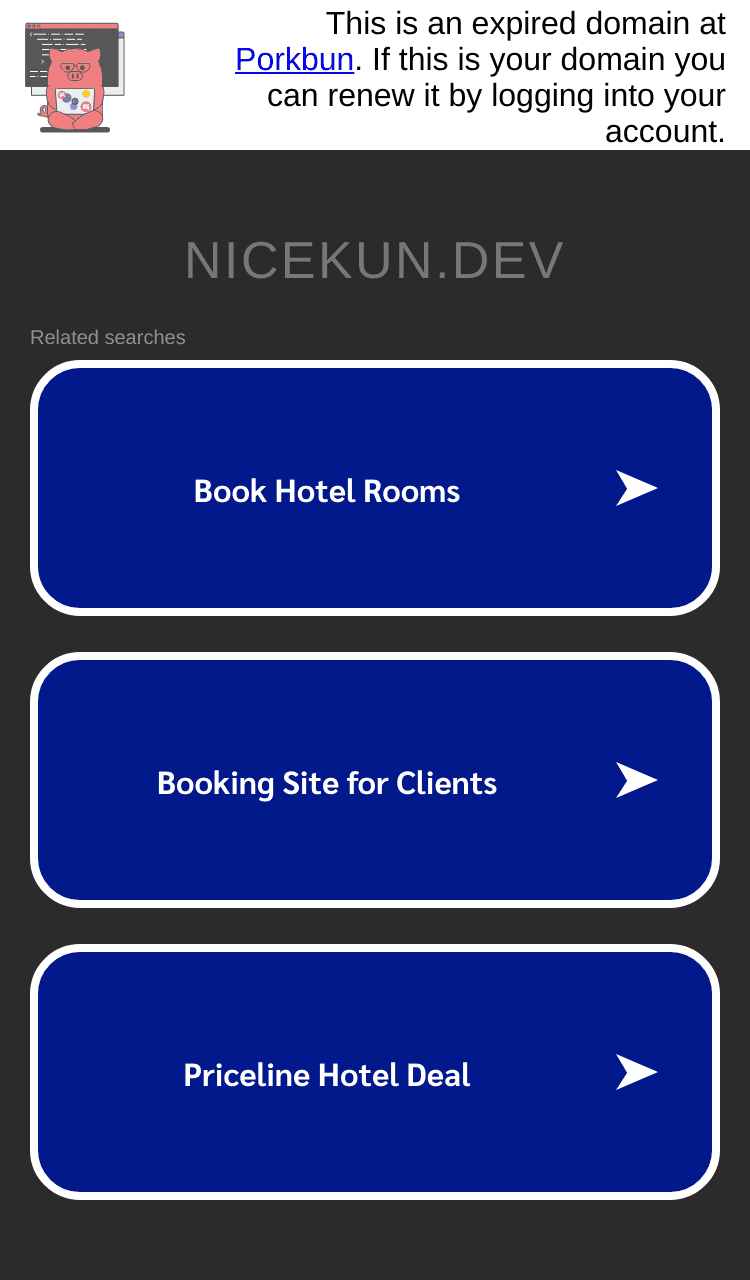 This is an expired domain at
Porkbun. If this is your domain you
can renew it by logging into your
account.
NICEKUN.DEV
Related searches
Book Hotel Rooms
Booking Site for Clients
Priceline Hotel Deal